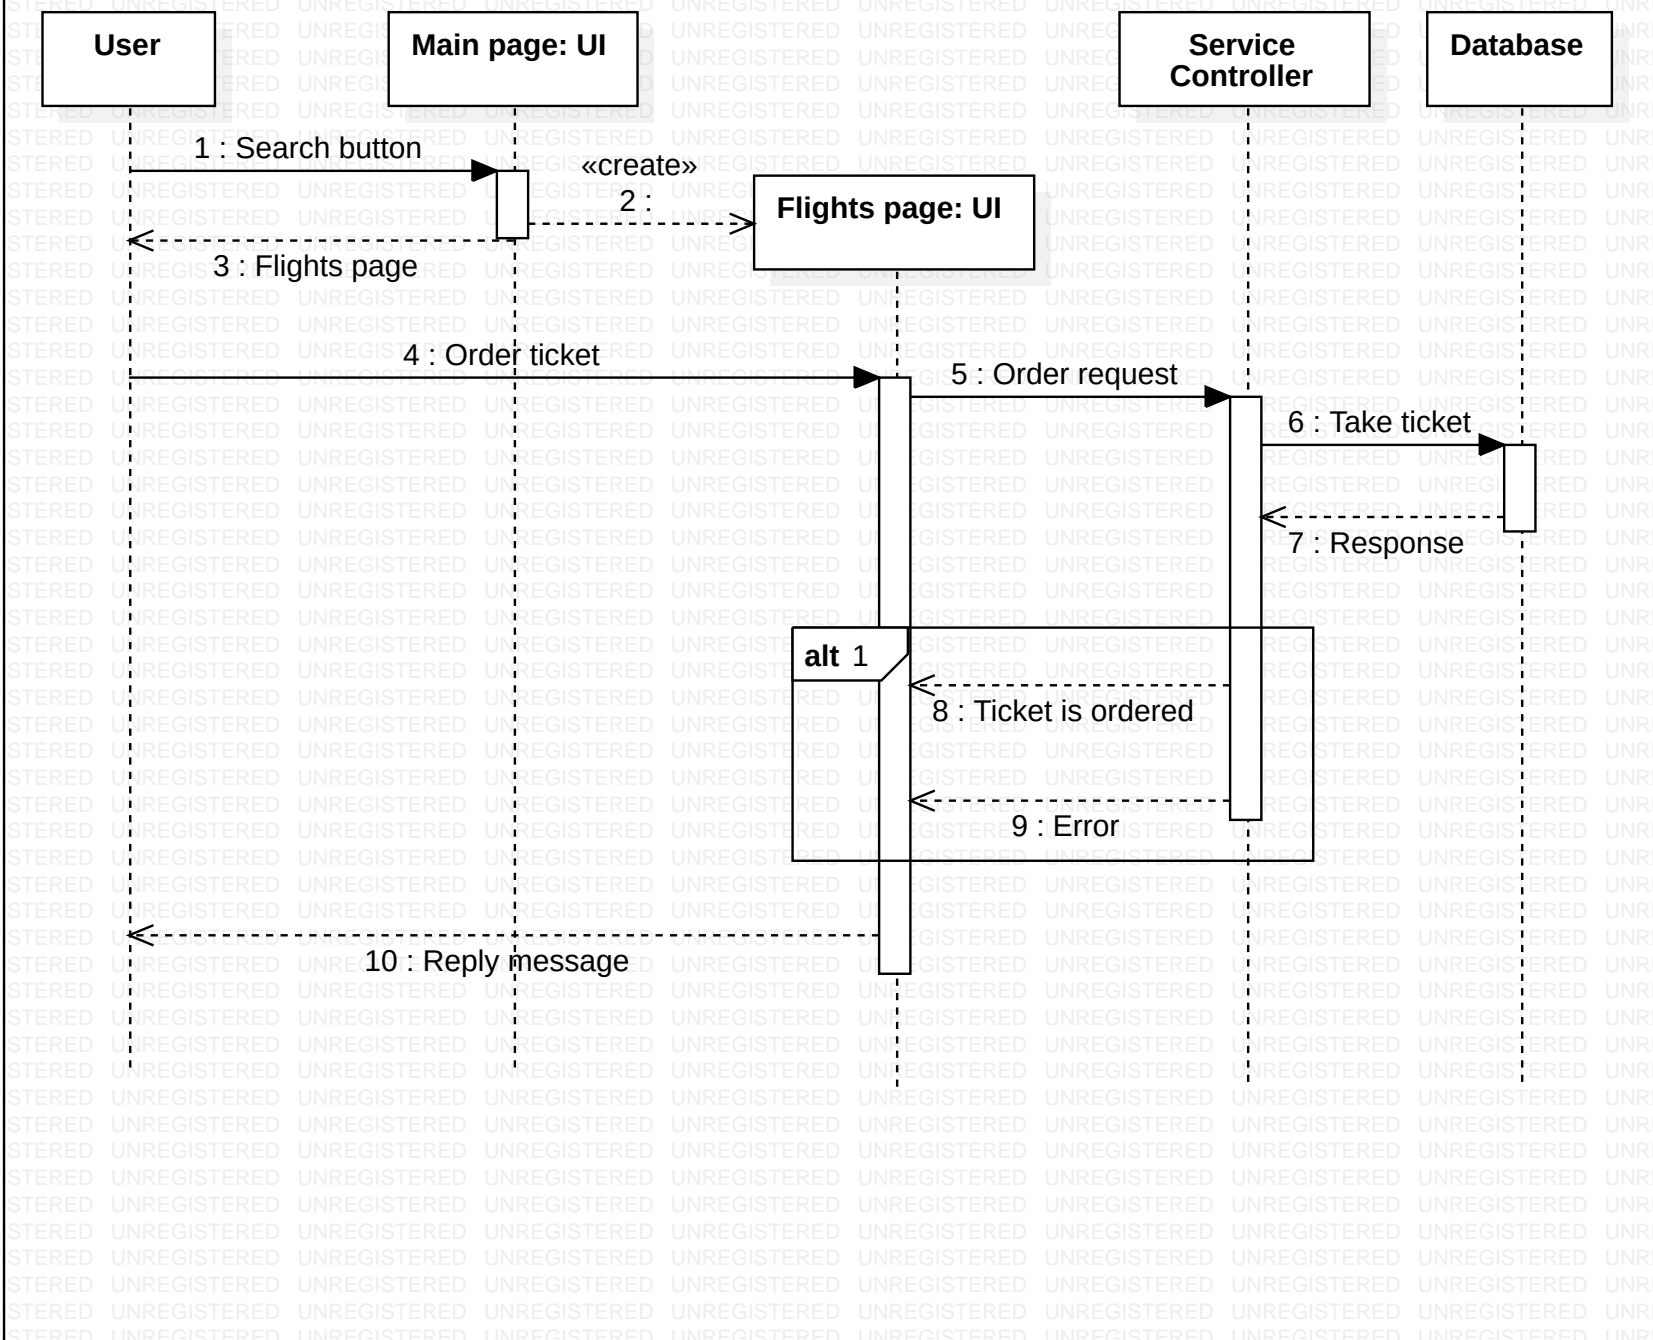 User
Main page: UI
Service
Controller
Database
1 : Search button
«create»
2 :
Flights page: UI
3 : Flights page
4 : Order ticket
5 : Order request
6 : Take ticket
7 : Response
alt 1
8 : Ticket is ordered
9 : Error
10 : Reply message
UNREGISTERED